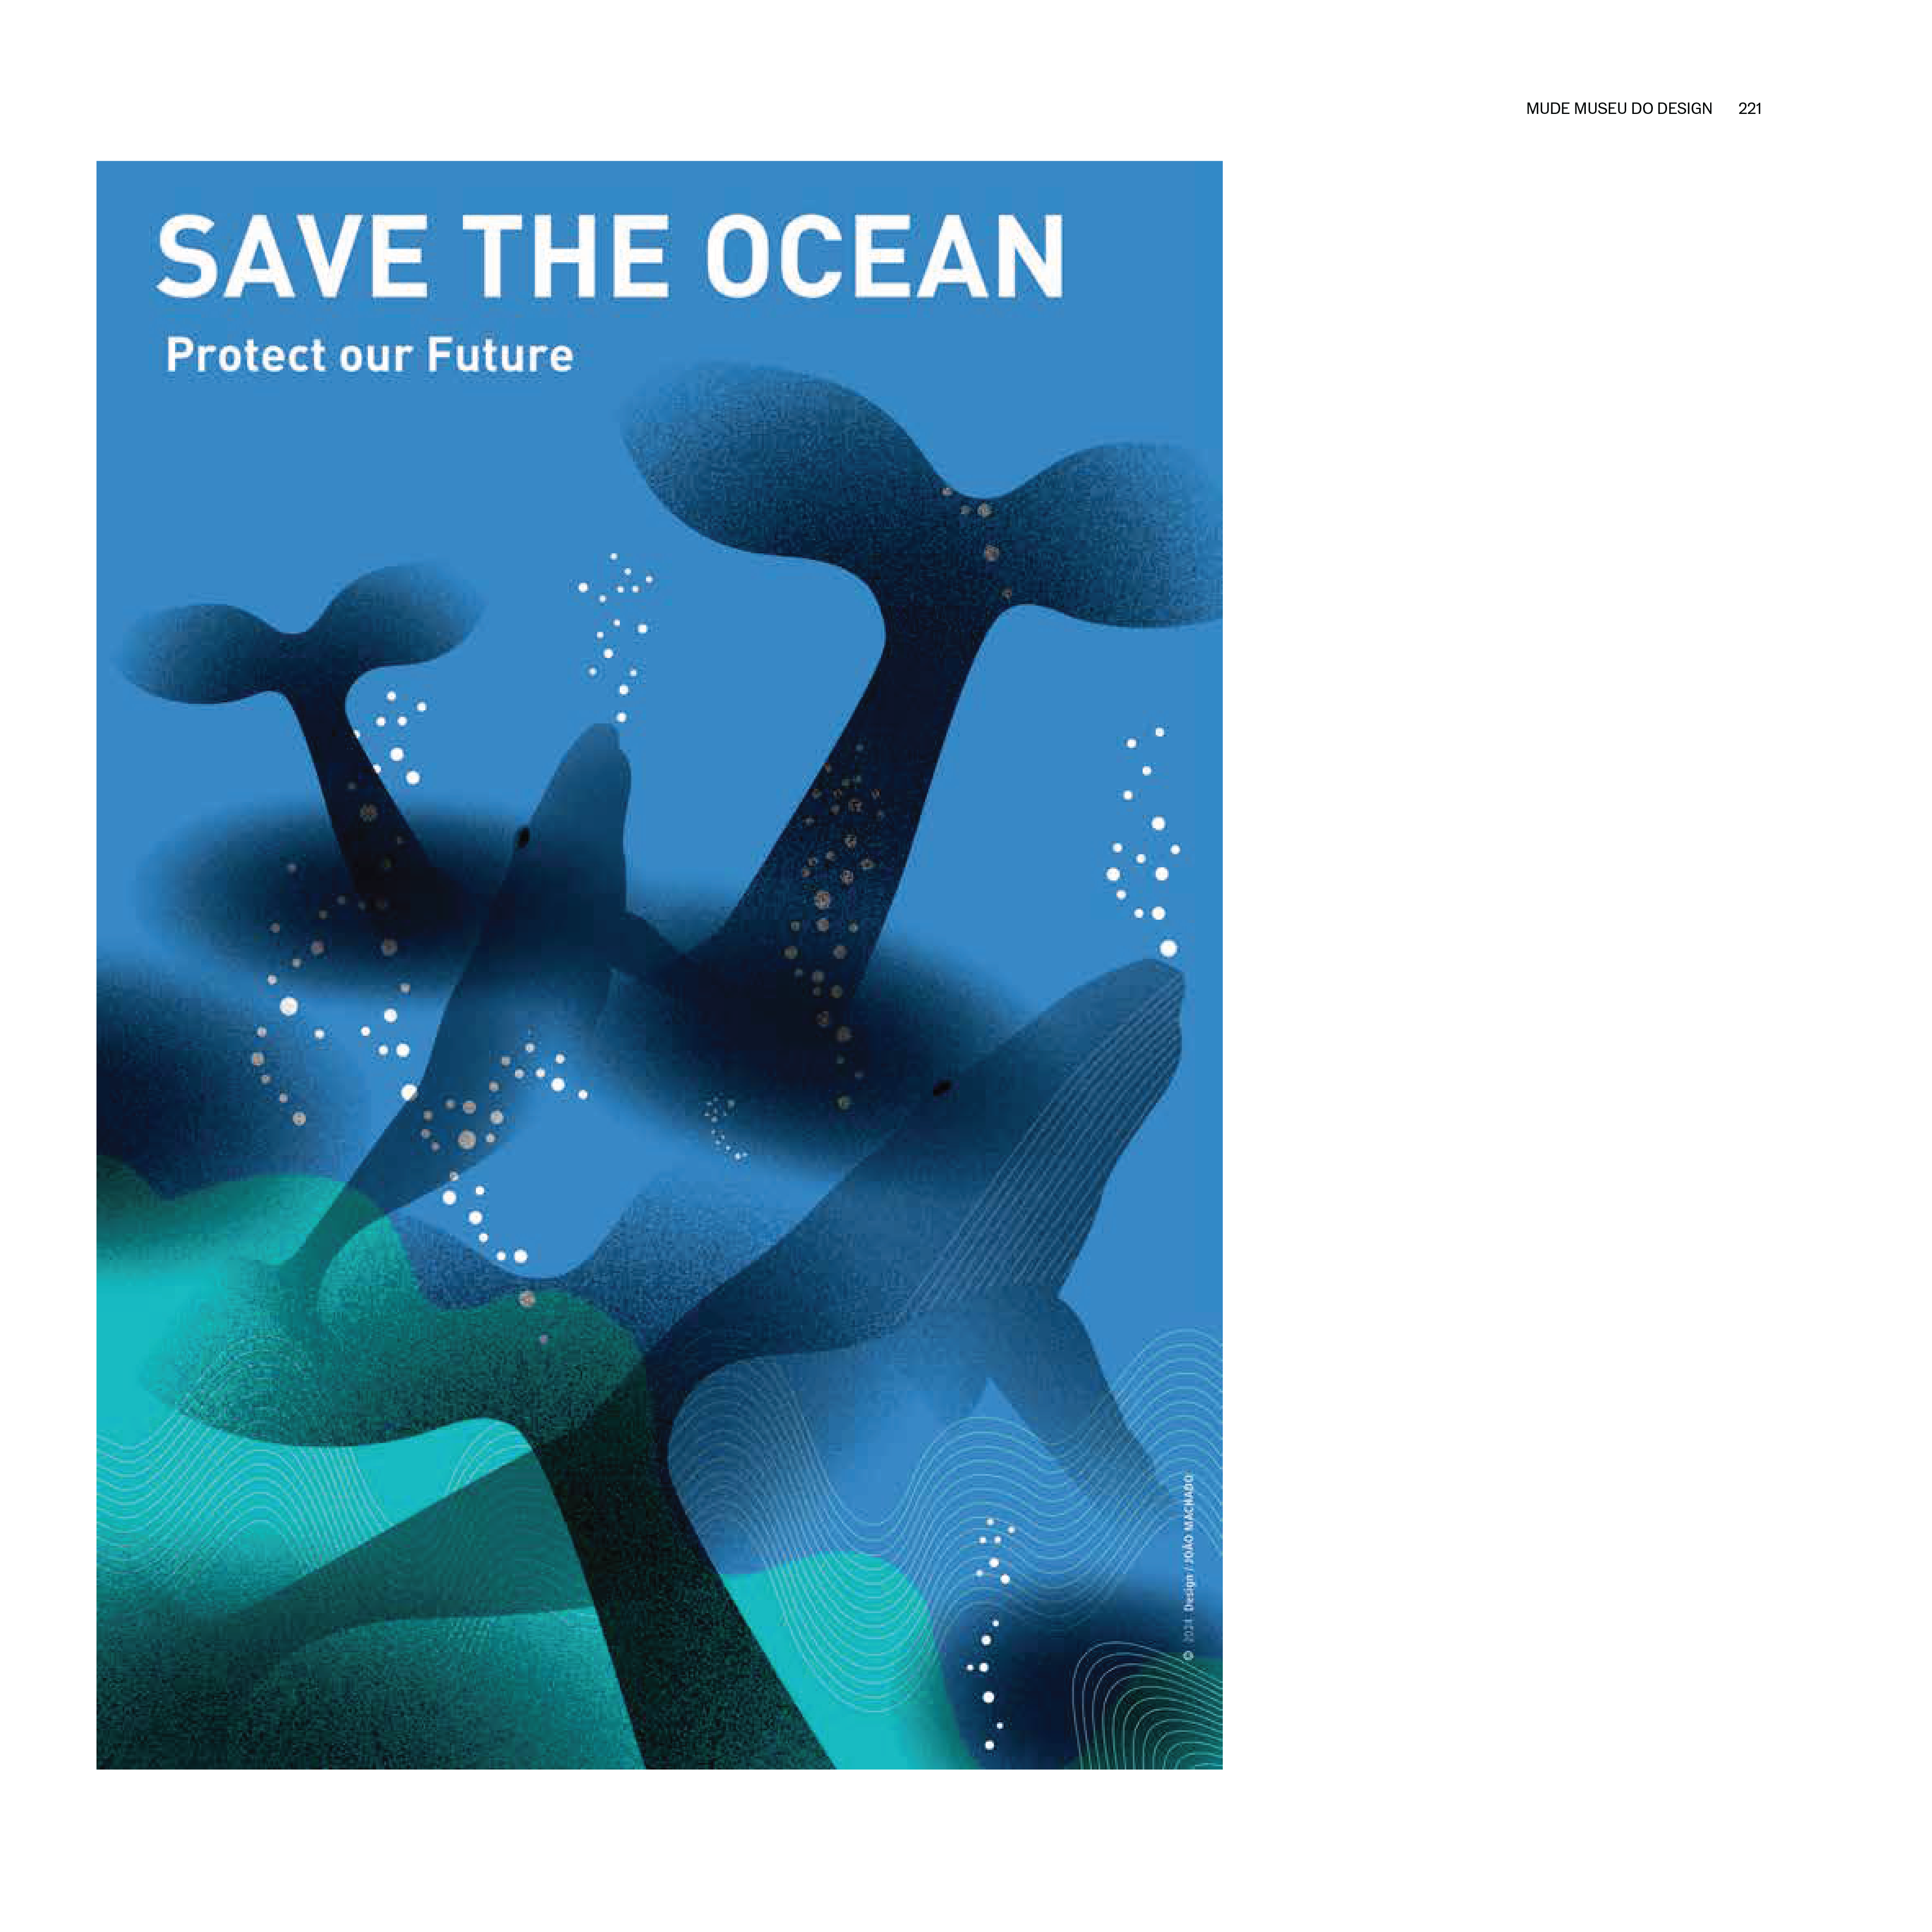 MUDE MUSEU DO DESIGN 221
SAVE THE OCEAN
Protect our Future
© 2024 Design / JOÃO MACHADO